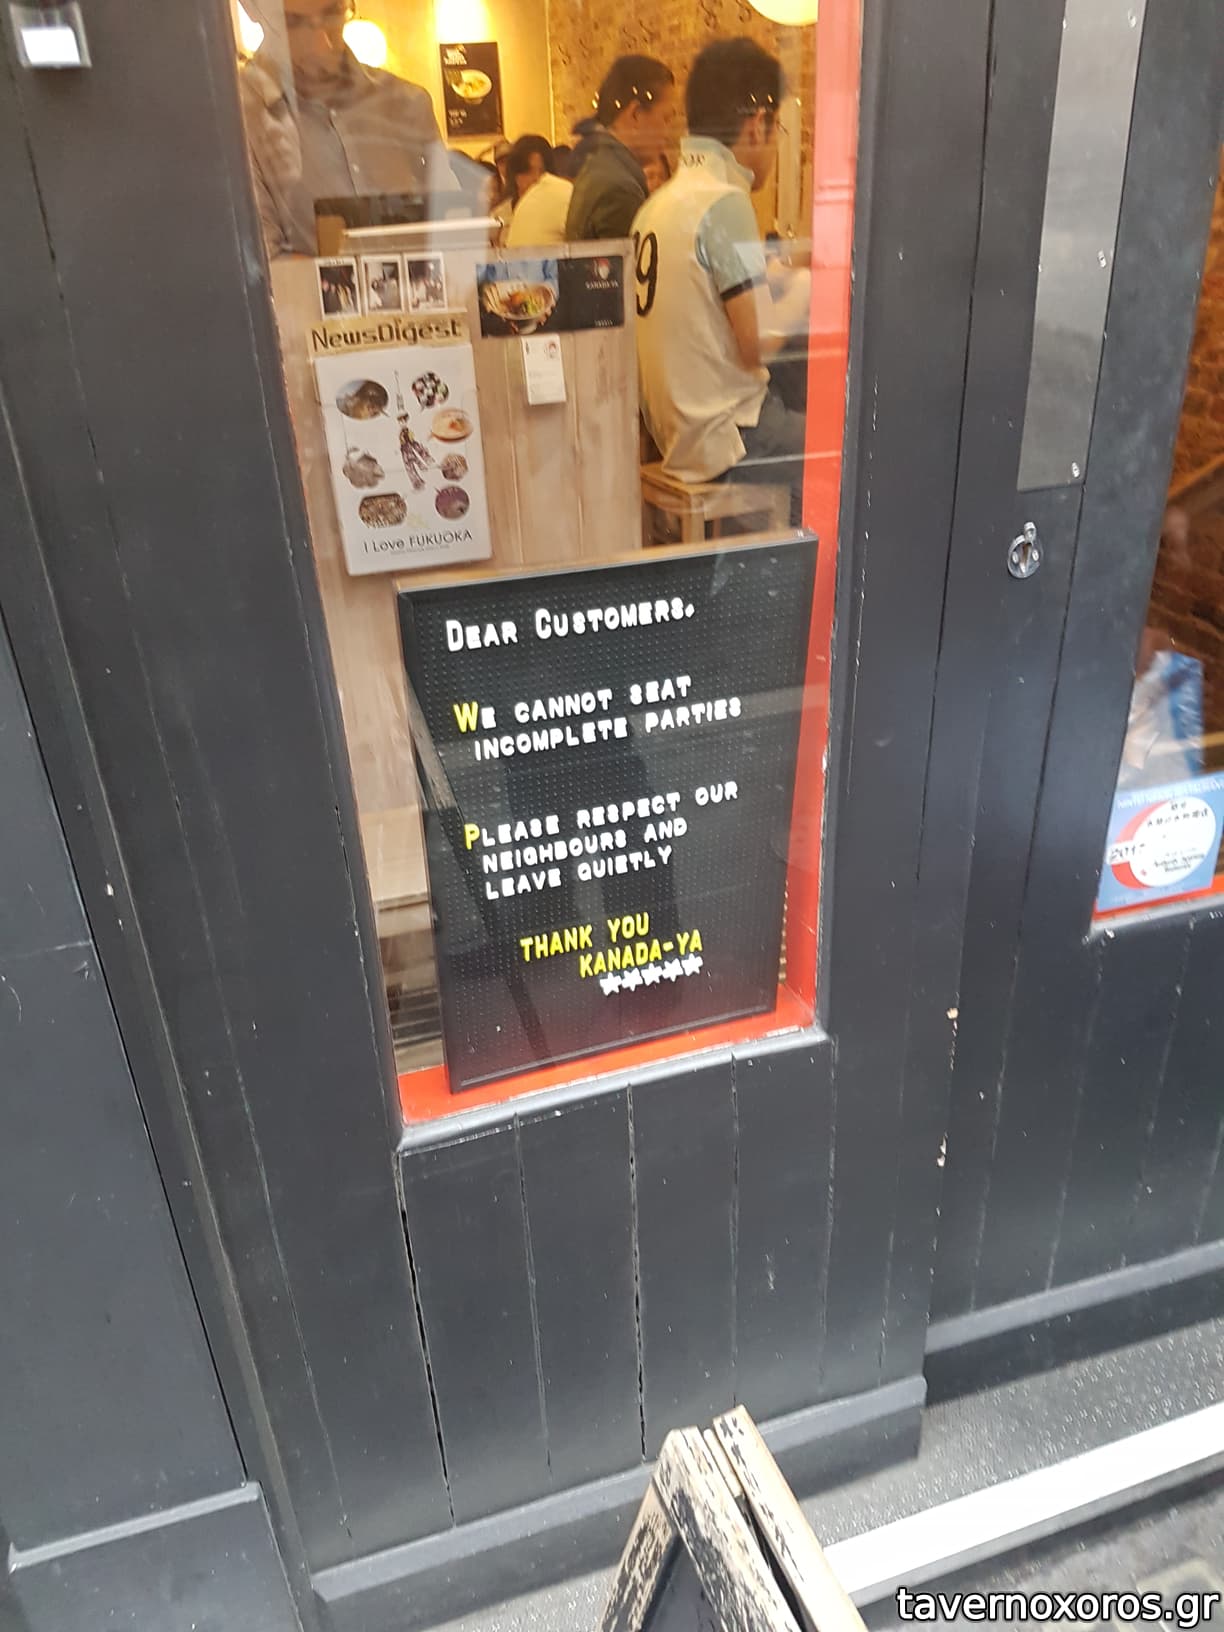 NewsDigest
I Love FUKUOKA
19
DEAR CUSTOMERS,
WE CANNOT SEAT
INCOMPLETE PARTIES
PLEASE RESPECT OUR
NEIGHBOURS AND
LEAVE QUIETLY
THANK YOU
KANADA-YA
tavernoxoros.gr